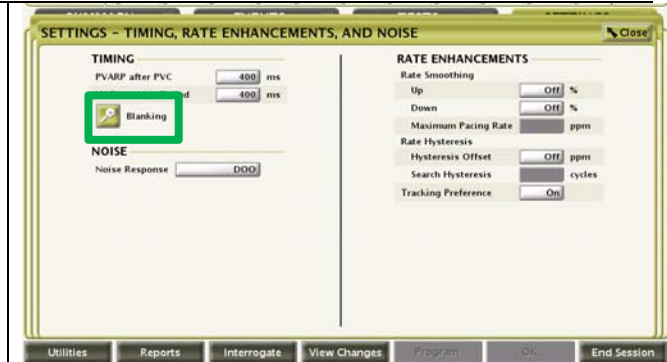 SETTINGS - TIMING, RATE ENHANCEMENTS, AND NOISE
Close
TIMING
PVARP after PVC 400 ms
400 ms
Blanking
NOISE
Noise Response DOO
RATE ENHANCEMENTS
Rate Smoothing
Up Off %
Down Off %
Maximum Pacing Rate ppm
Rate Hysteresis
Hysteresis Offset Off ppm
Search Hysteresis cycles
Tracking Preference On
Utilities Reports Interrogate View Changes Program OK End Session